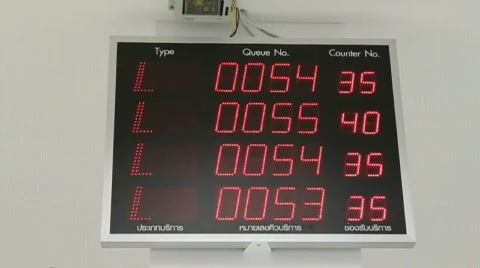 Type Queue No. Counter No.
L 0054 35
L 0055 40
L 0054 35
L 0053 35
ประเภทบริการ หมายเลขคิวบริการ ช่องรับบริการ